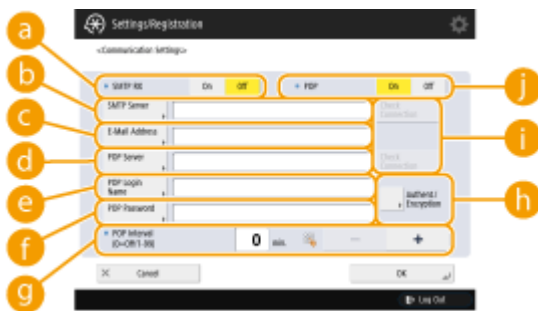 Settings/Registration
<Communication Settings>
a
SMTP RX On Off
POP On Off
j
b
SMTP Server
Check Connection
c
E-Mail Address
i
d
POP Server
Check Connection
e
POP Login Name
Authent./ Encryption
h
f
POP Password
g
POP Interval (0=Off/1-99)
0 min.
− +
× Cancel
OK
Log Out